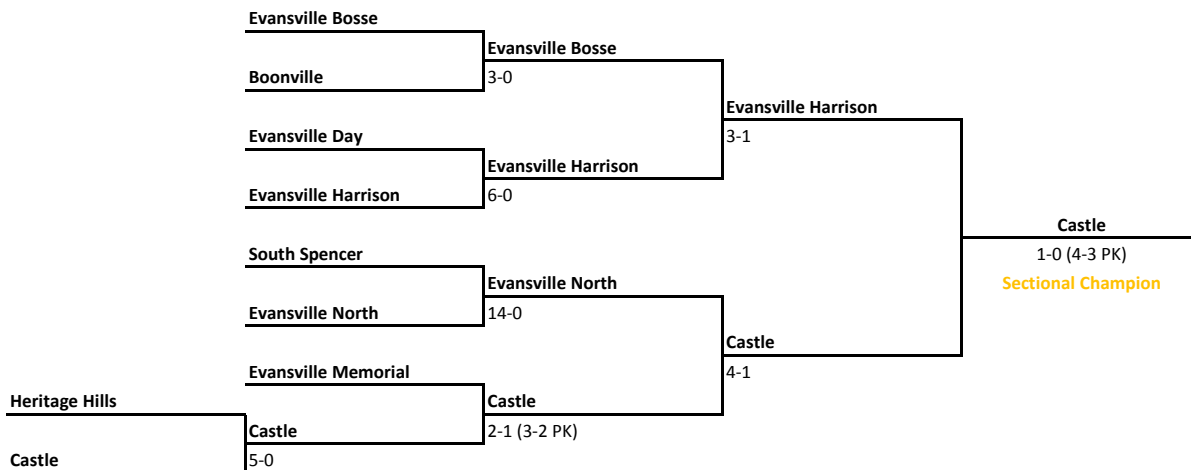 Evansville Bosse
Evansville Bosse
Boonville
3-0
Evansville Harrison
Evansville Day
3-1
Evansville Harrison
Evansville Harrison
6-0
Castle
South Spencer
1-0 (4-3 PK)
Evansville North
Sectional Champion
Evansville North
14-0
Castle
Evansville Memorial
4-1
Heritage Hills
Castle
Castle
2-1 (3-2 PK)
Castle
5-0